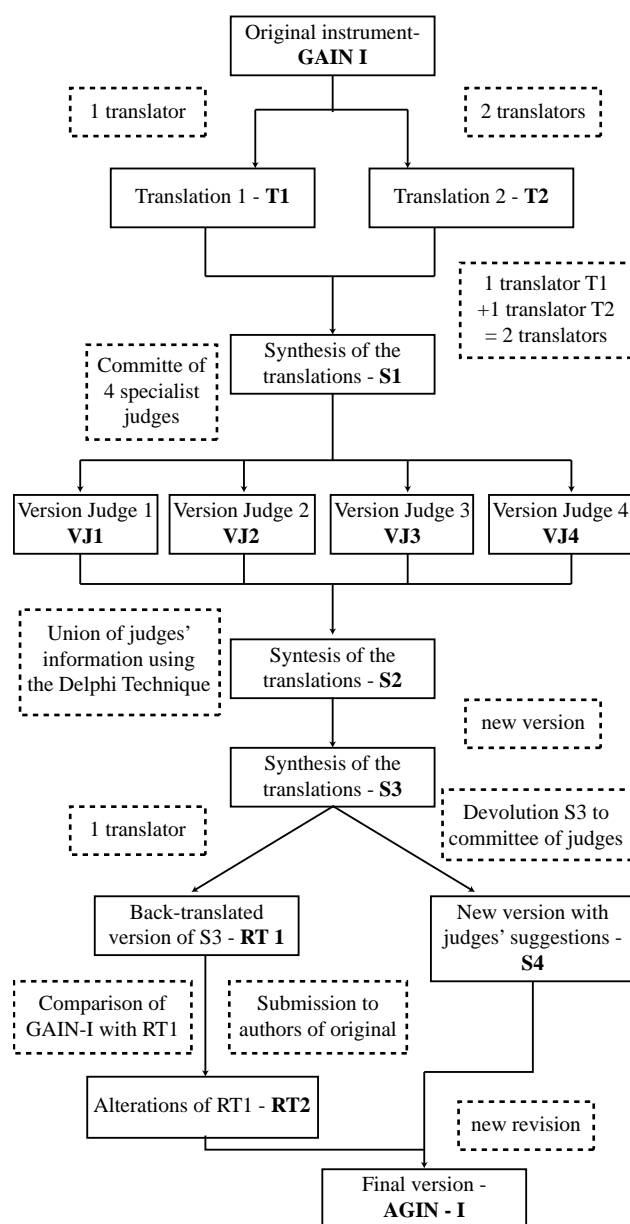 Original instrument-
GAIN I
1 translator
2 translators
Translation 1 - T1
Translation 2 - T2
1 translator T1
+1 translator T2
= 2 translators
Synthesis of the
translations - S1
Committe of
4 specialist
judges
Version Judge 1
VJ1
Version Judge 2
VJ2
Version Judge 3
VJ3
Version Judge 4
VJ4
Union of judges’
information using
the Delphi Technique
Syntesis of the
translations - S2
new version
Synthesis of the
translations - S3
1 translator
Devolution S3 to
committee of judges
Back-translated
version of S3 - RT 1
New version with
judges’ suggestions -
S4
Comparison of
GAIN-I with RT1
Submission to
authors of original
Alterations of RT1 - RT2
new revision
Final version -
AGIN - I